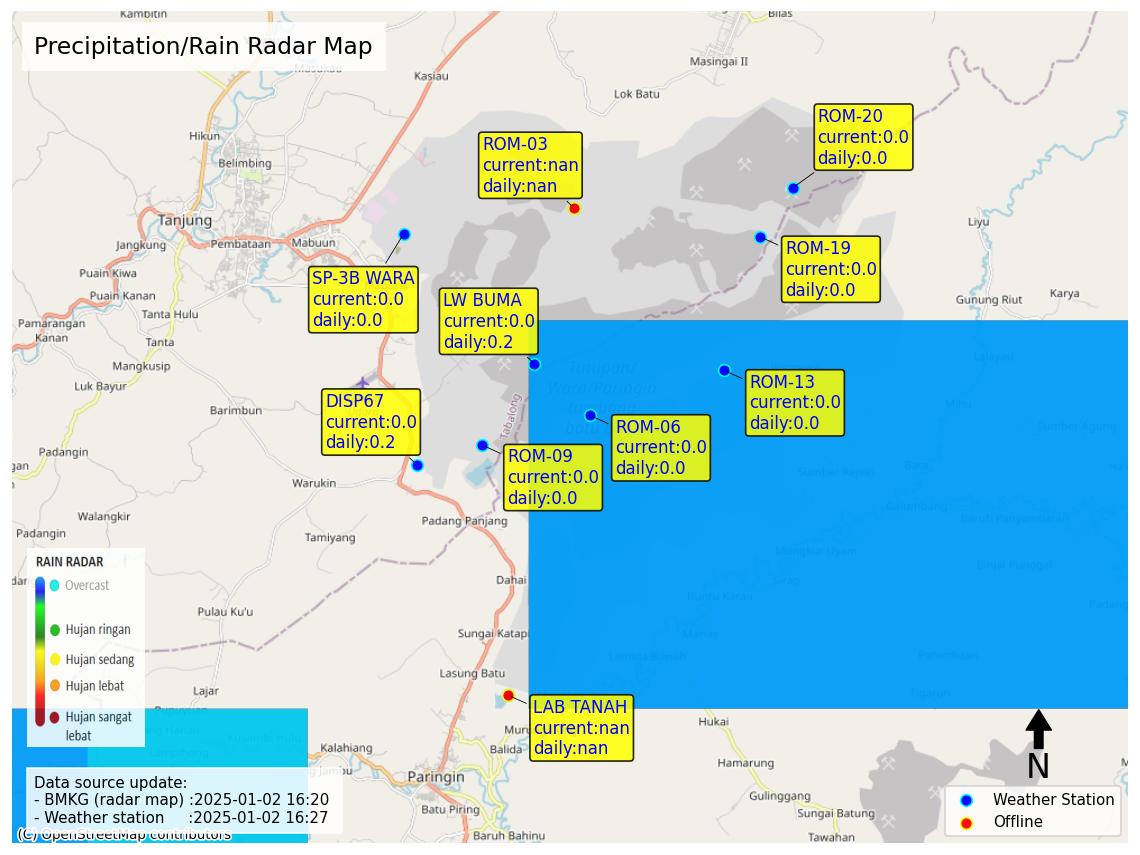 Precipitation/Rain Radar Map
Kambitin
Bilas
Masukau
Kasiau
Masingai II
Lok Batu
Hikun
Belimbing
ROM-03
current:nan
daily:nan
ROM-20
current:0.0
daily:0.0
Tanjung
Jangkung
Pembataan
Mabuun
Liyu
Puain Kiwa
Puain Kanan
SP-3B WARA
current:0.0
daily:0.0
ROM-19
current:0.0
daily:0.0
LW BUMA
current:0.0
daily:0.2
Gunung Riut
Karya
Tanta Hulu
Pamarangan
Kanan
Tanta
Mangkusip
Luk Bayur
Tutupan/
Wara/Paringin
Mihu
ROM-13
current:0.0
daily:0.0
DISP67
current:0.0
daily:0.2
Barimbun
Tabalong
ROM-06
current:0.0
daily:0.0
Sumber Agung
ROM-09
current:0.0
daily:0.0
Warukin
Walangkir
Padangin
Padang Panjang
Tamiyang
Dahai
RAIN RADAR
Overcast
Hujan ringan
Hujan sedang
Hujan lebat
Hujan sangat
lebat
Pulau Ku'u
Buntu Karau
Sungai Katapi
Lasung Batu
Lajar
LAB TANAH
current:nan
daily:nan
Hukai
Balida
Kalahiang
Hamarung
Paringin
Batu Piring
Gulinggang
Sungai Batung
Baruh Bahinu
Tawahan
Data source update:
- BMKG (radar map) :2025-01-02 16:20
- Weather station :2025-01-02 16:27
(C) OpenStreetMap contributors
N
Weather Station
Offline